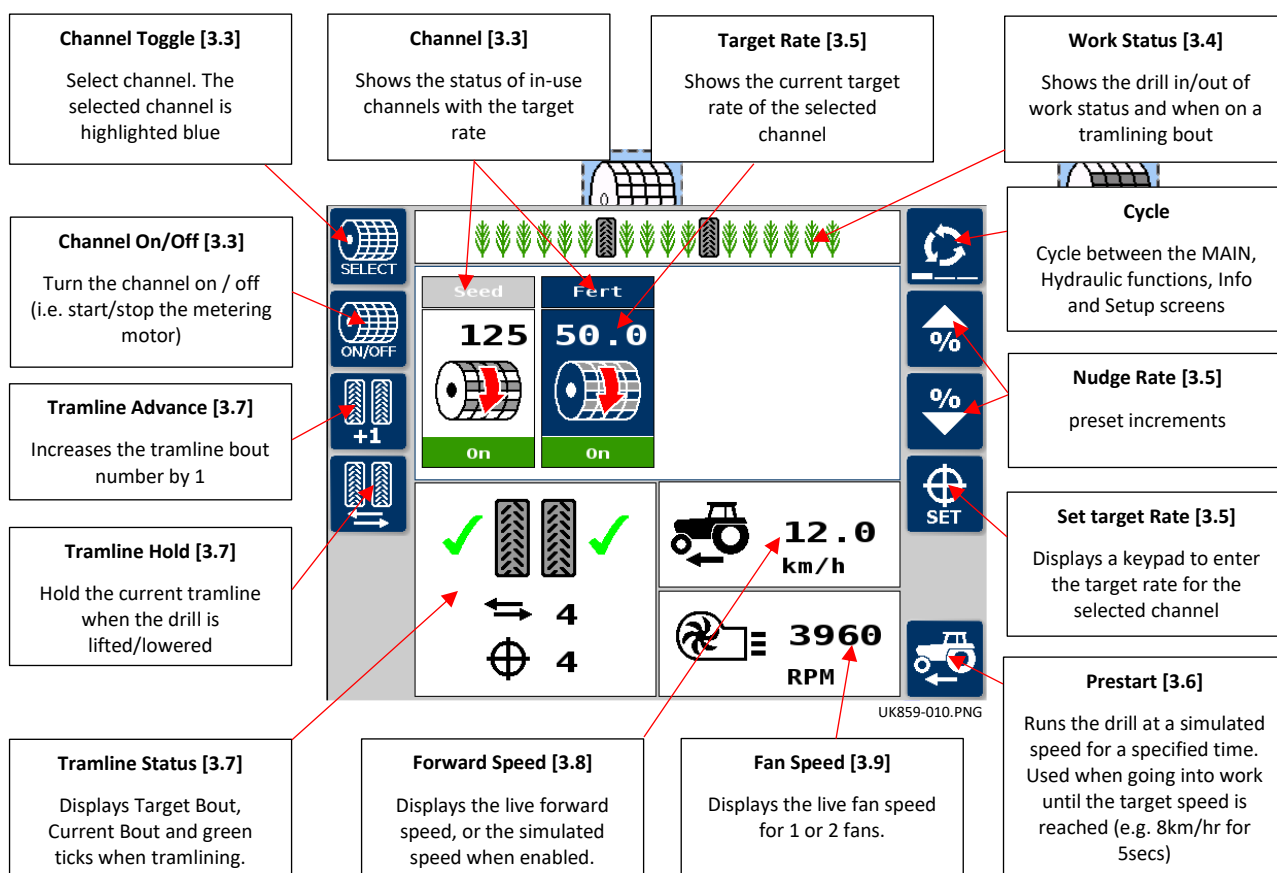 Channel Toggle [3.3]
Select channel. The
selected channel is
highlighted blue
Channel [3.3]
Shows the status of in-use
channels with the target
rate
Target Rate [3.5]
Shows the current target
rate of the selected
channel
Work Status [3.4]
Shows the drill in/out of
work status and when on a
tramlining bout
Channel On/Off [3.3]
Turn the channel on / off
(i.e. start/stop the metering
motor)
Tramline Advance [3.7]
Increases the tramline bout
number by 1
Tramline Hold [3.7]
Hold the current tramline
when the drill is
lifted/lowered
SELECT
ON/OFF
+1
Seed
Fert
125
50.0
On
On
4
4
12.0
km/h
3960
RPM
%
%
SET
UK859-010.PNG
Cycle
Cycle between the MAIN,
Hydraulic functions, Info
and Setup screens
Nudge Rate [3.5]
preset increments
Set target Rate [3.5]
Displays a keypad to enter
the target rate for the
selected channel
Prestart [3.6]
Runs the drill at a simulated
speed for a specified time.
Used when going into work
until the target speed is
reached (e.g. 8km/hr for
5secs)
Tramline Status [3.7]
Displays Target Bout,
Current Bout and green
ticks when tramlining.
Forward Speed [3.8]
Displays the live forward
speed, or the simulated
speed when enabled.
Fan Speed [3.9]
Displays the live fan speed
for 1 or 2 fans.